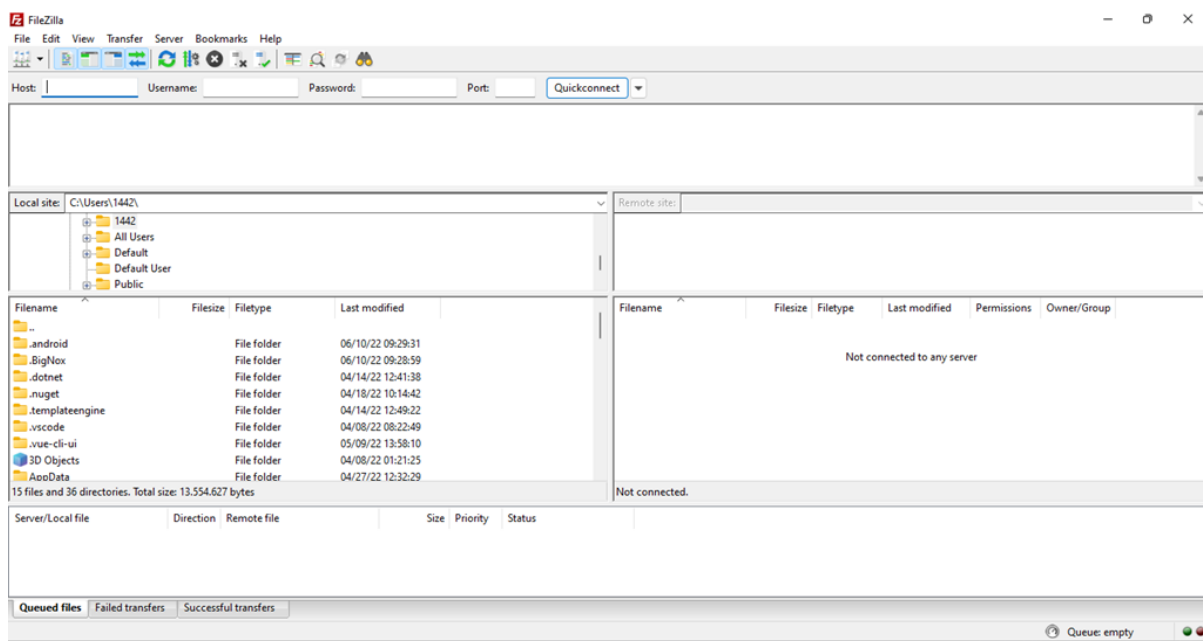 FileZilla
File Edit View Transfer Server Bookmarks Help
Host: Username: Password: Port: Quickconnect
Local site: C:\Users\1442\ Remote site:
1442
All Users
Default
Default User
Public
Filename Filesize Filetype Last modified Filename Filesize Filetype Last modified Permissions Owner/Group
..
.android File folder 06/10/22 09:29:31
.BigNox File folder 06/10/22 09:28:59
Not connected to any server
.dotnet File folder 04/14/22 12:41:38
.nuget File folder 04/18/22 10:14:42
.templateengine File folder 04/14/22 12:49:22
.vscode File folder 04/08/22 08:22:49
.vue-cli-ui File folder 05/09/22 13:58:10
3D Objects File folder 04/08/22 01:21:25
AppData File folder 04/27/22 12:32:29
15 files and 36 directories. Total size: 13.554.627 bytes Not connected.
Server/Local file Direction Remote file Size Priority Status
Queued files Failed transfers Successful transfers
Queue: empty